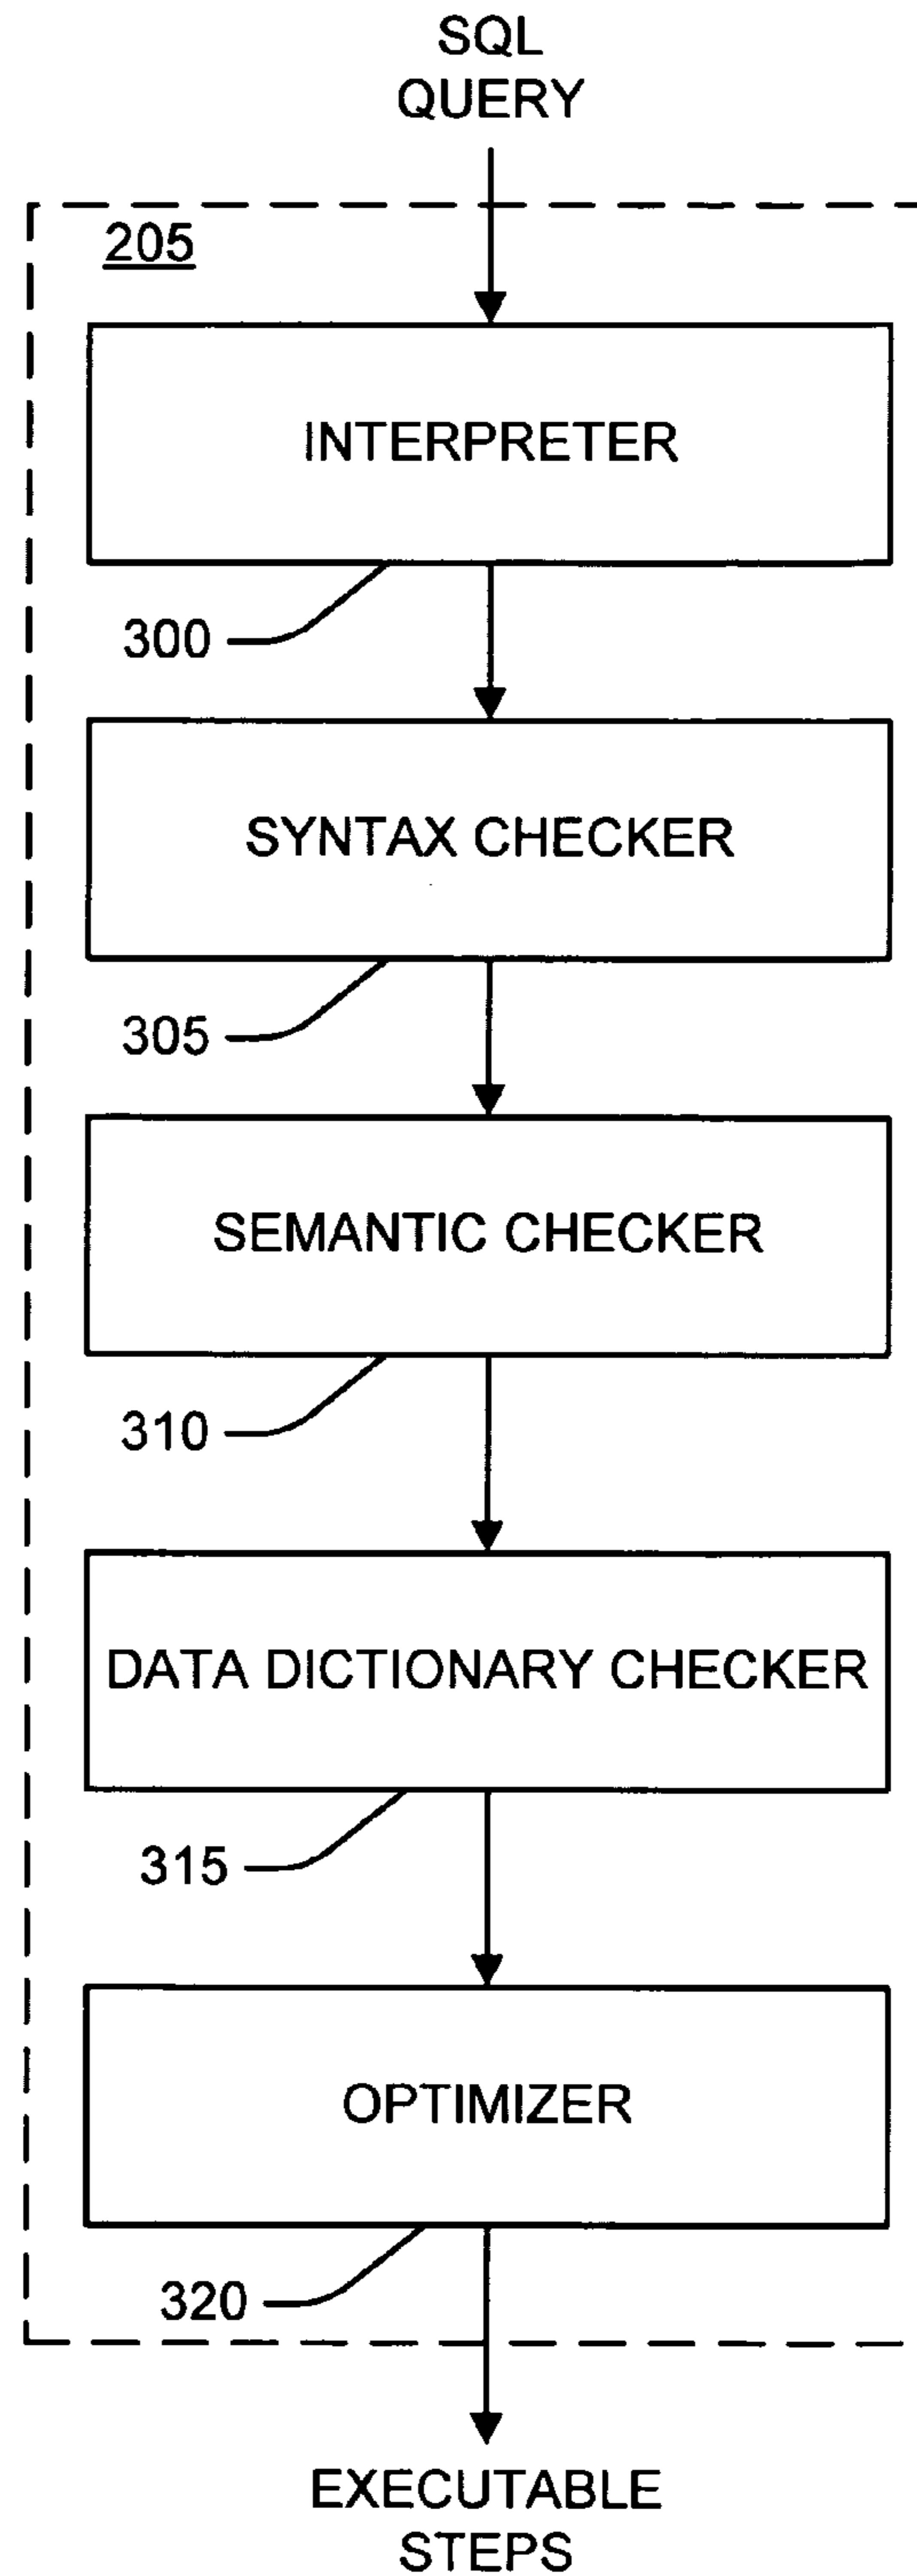 SQL
QUERY
205
INTERPRETER
300
SYNTAX CHECKER
305
SEMANTIC CHECKER
310
DATA DICTIONARY CHECKER
315
OPTIMIZER
320
EXECUTABLE
STEPS